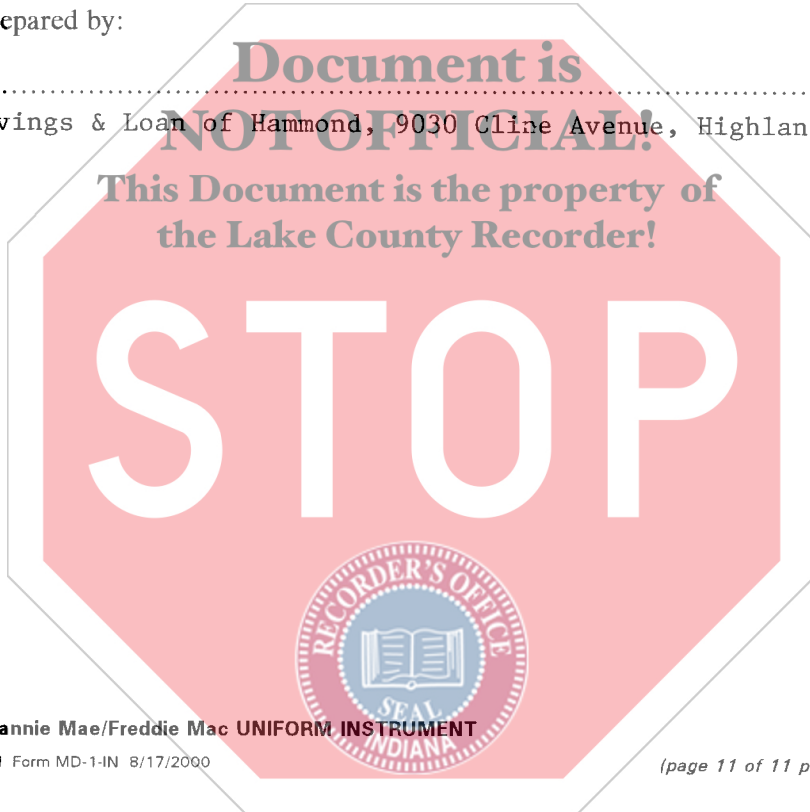 epared by:
Document is
vings & Loan of Hammond, 9030 Cline Avenue, Highlan
NOT OFFICIAL!
This Document is the property of
the Lake County Recorder!
STOP
RECORDER'S OFFICE
SEAL
INDIANA
annie Mae/Freddie Mac UNIFORM INSTRUMENT
Form MD-1-IN 8/17/2000
(page 11 of 11 p